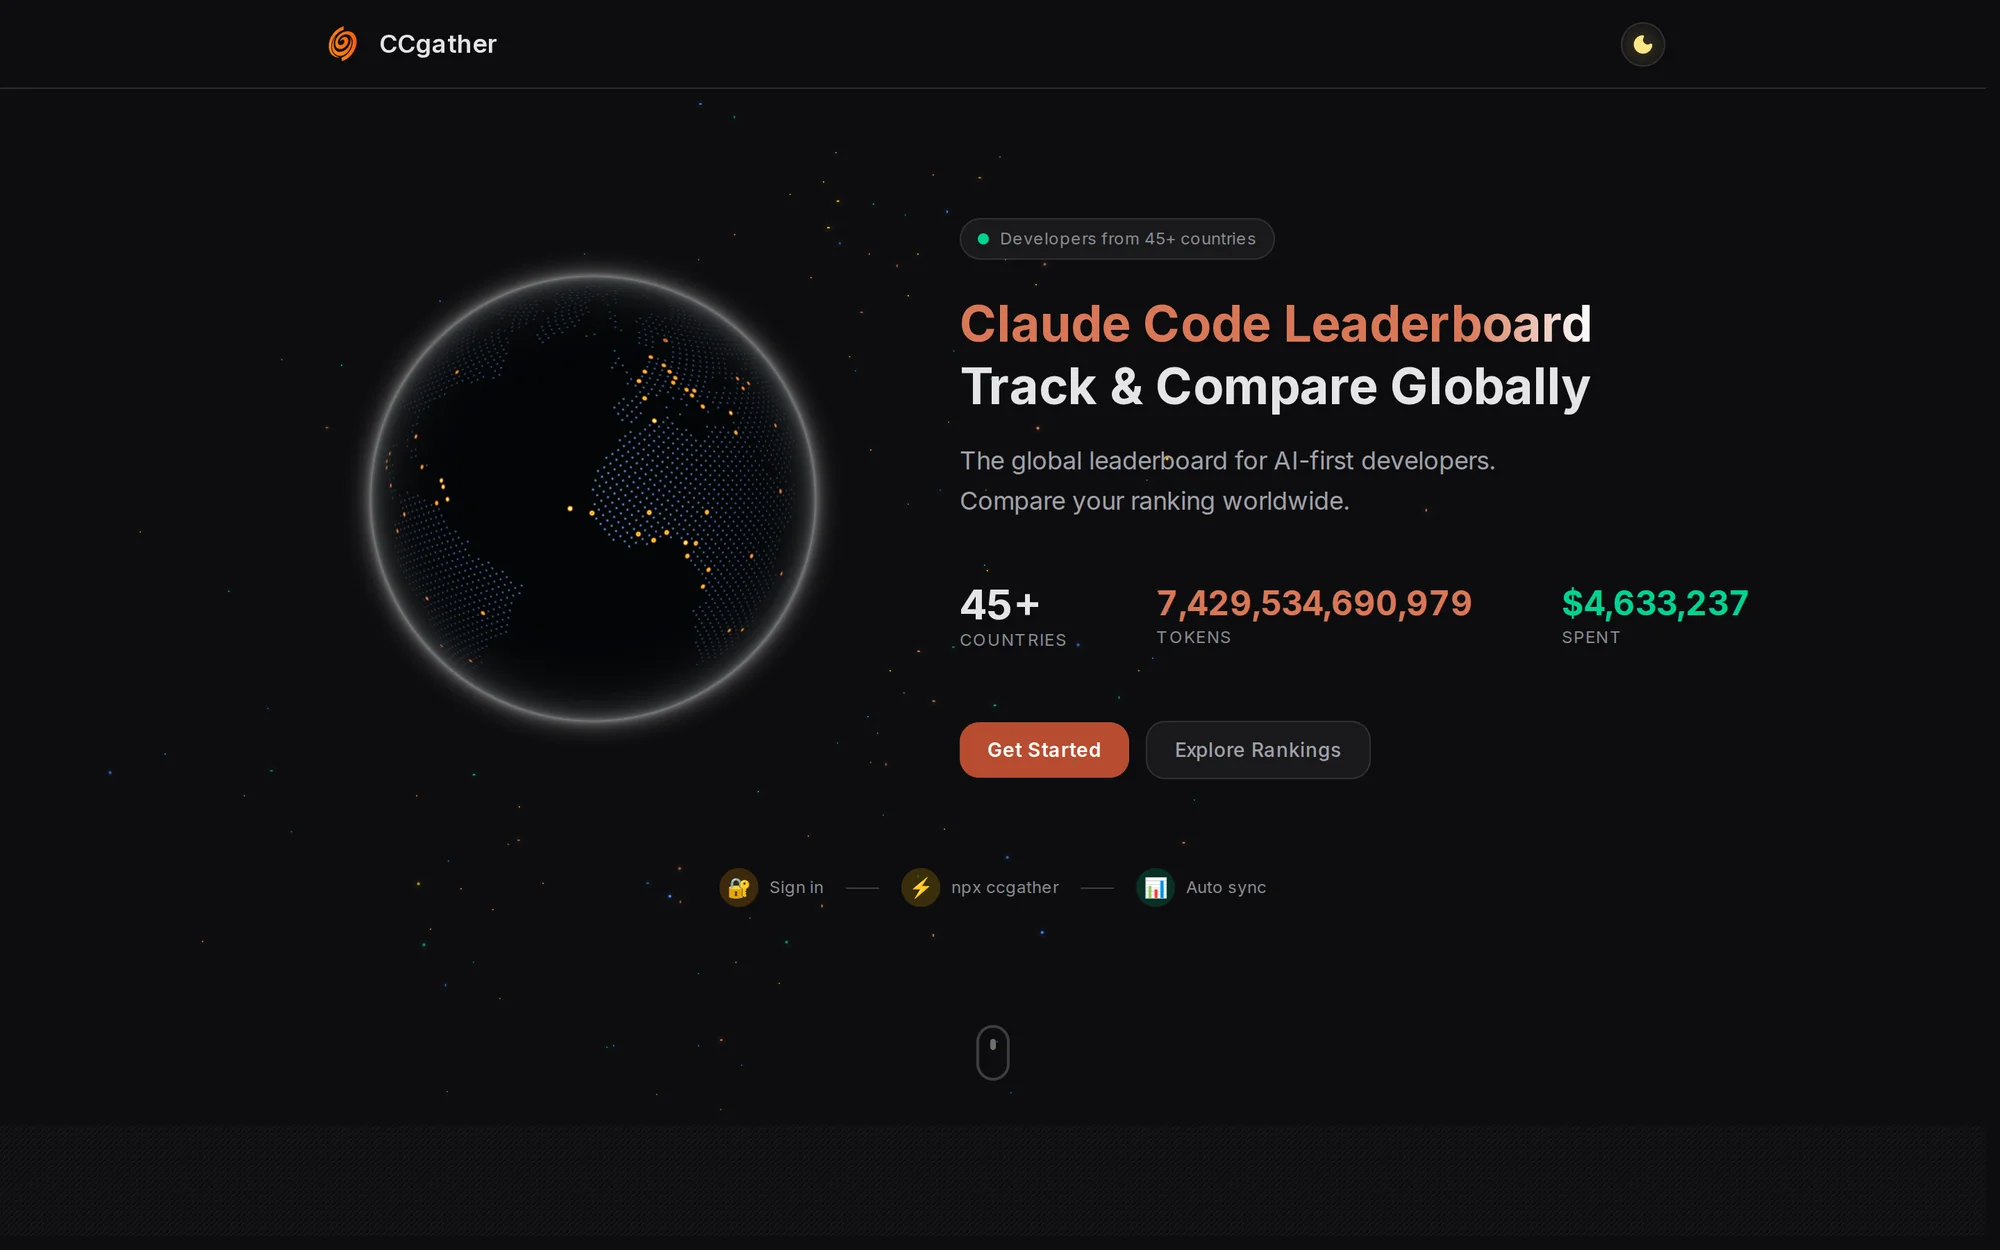 CCgather
Developers from 45+ countries
Claude Code Leaderboard
Track & Compare Globally
The global leaderboard for AI-first developers.
Compare your ranking worldwide.
45+
COUNTRIES
7,429,534,690,979
TOKENS
$4,633,237
SPENT
Get Started
Explore Rankings
Sign in
npx ccgather
Auto sync